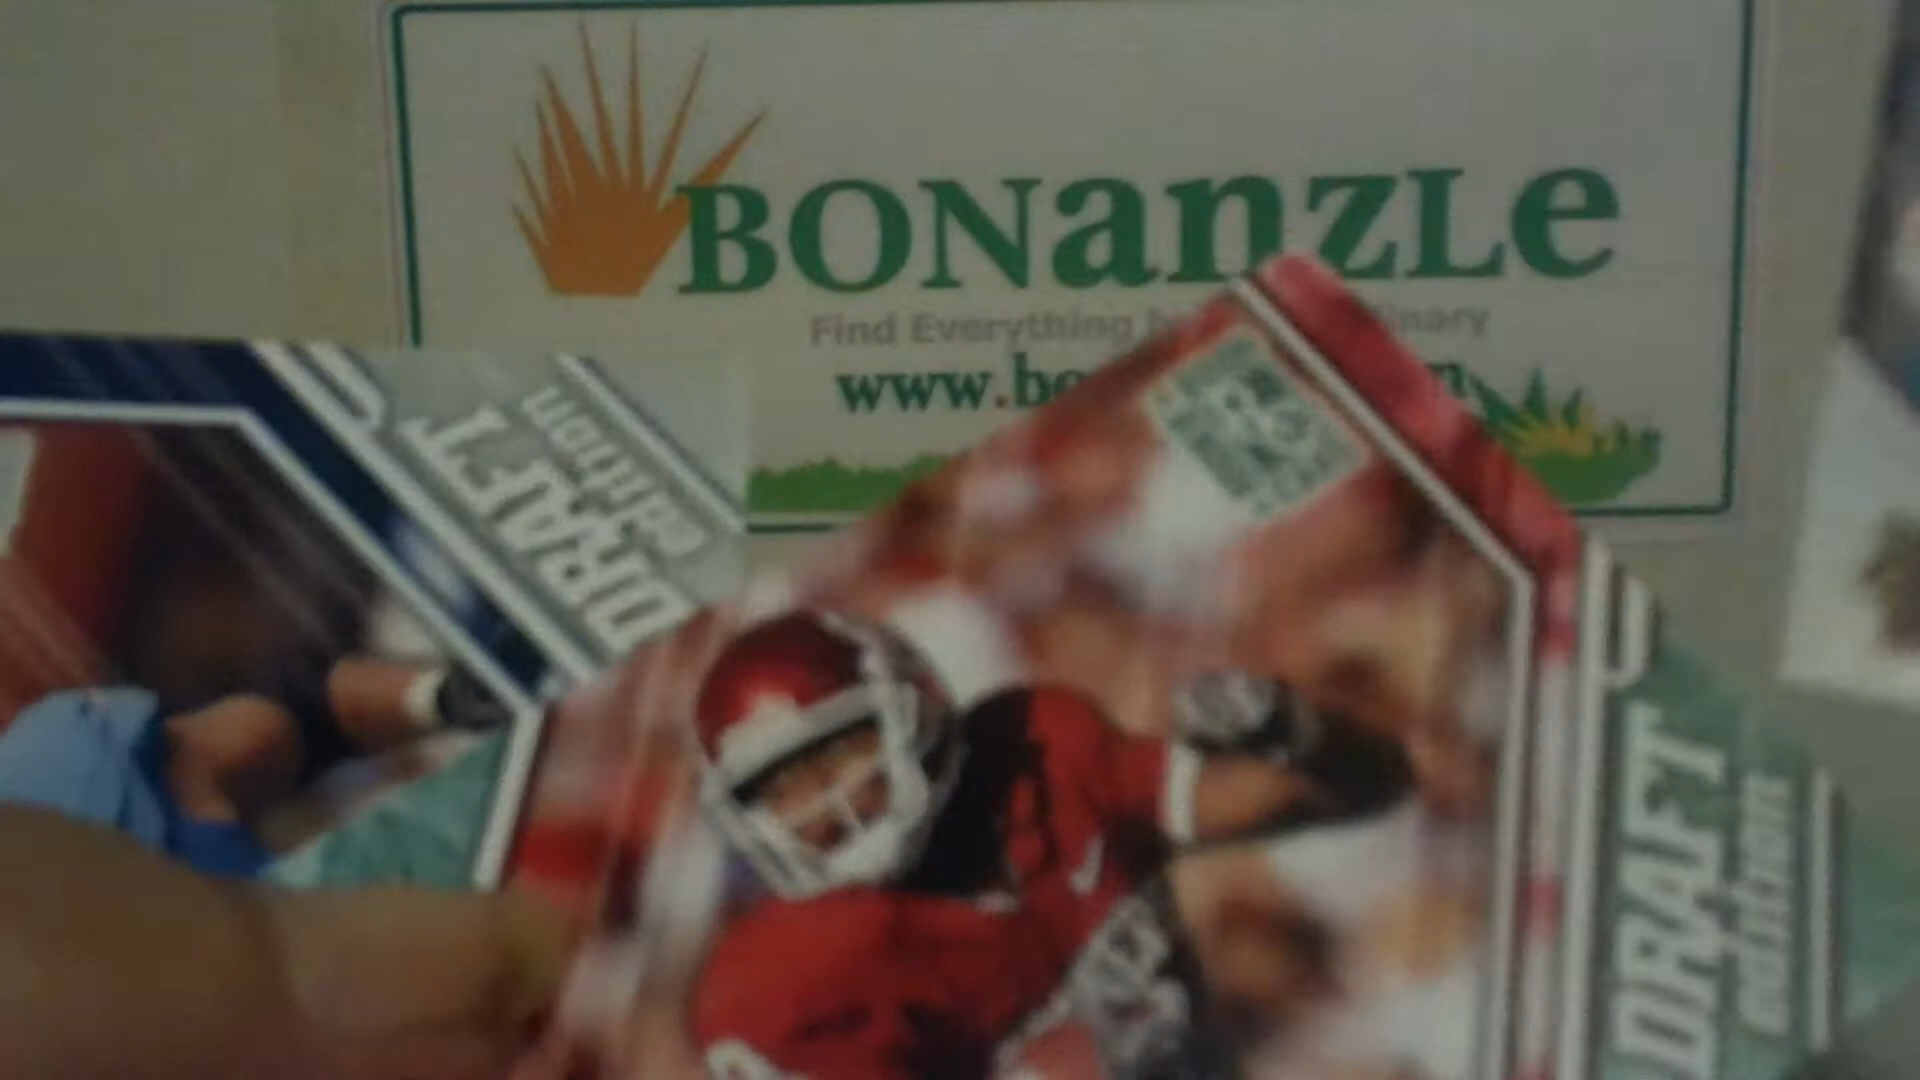 BONanzLe
Find Everything
www.bo
DRAFT
edition
DRAFT
edition